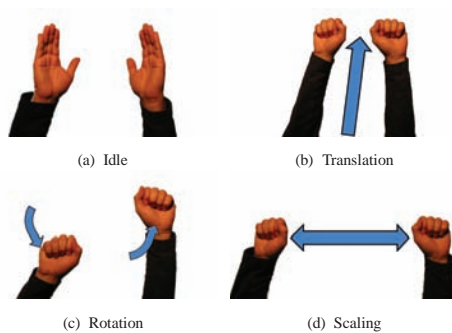 (a) Idle
(b) Translation
(c) Rotation
(d) Scaling